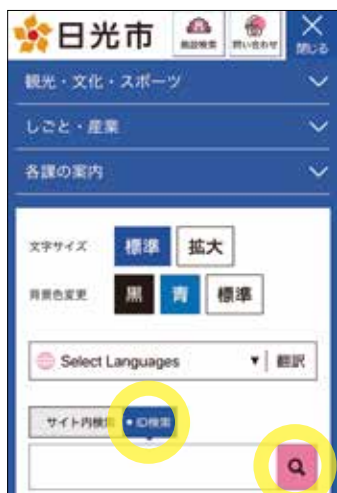 日光市
施設検索
問い合わせ
閉じる
観光・文化・スポーツ
しごと・産業
各課の案内
文字サイズ 標準 拡大
背景色変更 黒 青 標準
Select Languages ▼ 翻訳
サイト内検索 ID検索